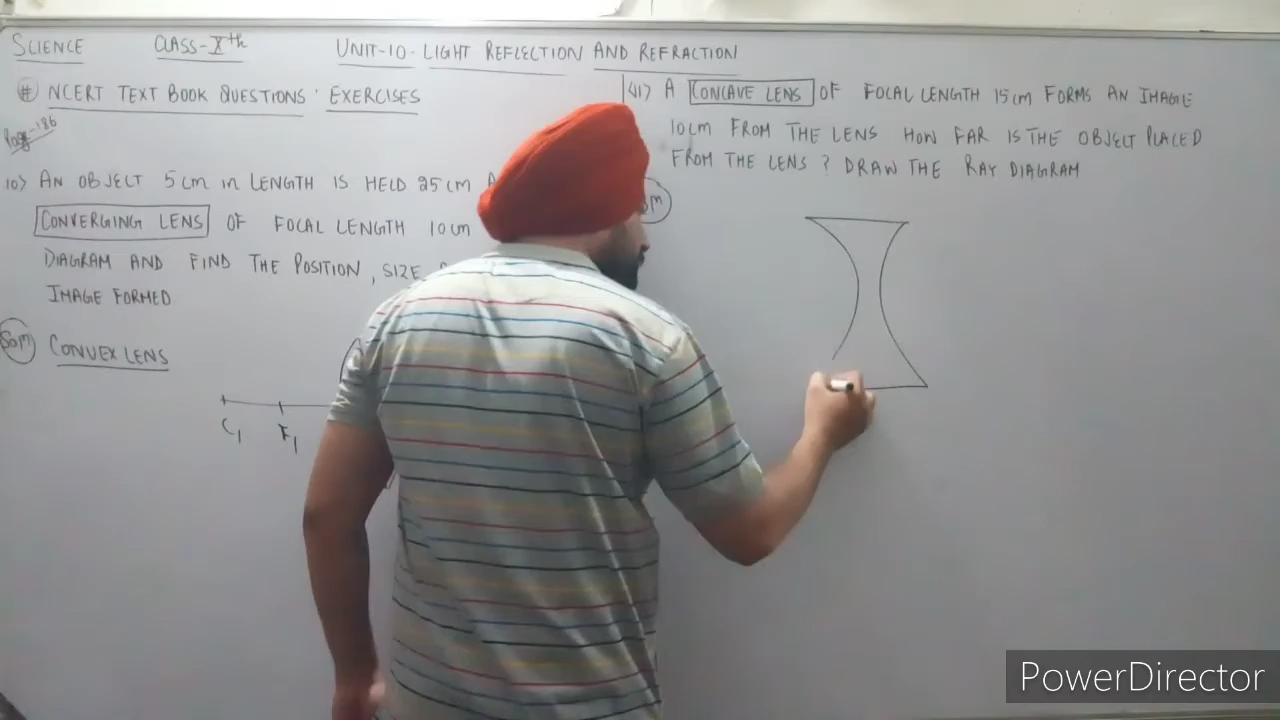 SCIENCE CLASS-Xth UNIT-10- LIGHT REFLECTION AND REFRACTION
# NCERT TEXT BOOK QUESTIONS EXERCISES
Page-186
10> AN OBJECT 5 CM IN LENGTH IS HELD 25 CM
CONVERGING LENS OF FOCAL LENGTH 10 CM
DIAGRAM AND FIND THE POSITION, SIZE
IMAGE FORMED
CONVEX LENS
C1 F1
A CONCAVE LENS OF FOCAL LENGTH 15 CM FORMS AN IMAGE
10 CM FROM THE LENS HOW FAR IS THE OBJECT PLACED
FROM THE LENS ? DRAW THE RAY DIAGRAM
PowerDirector